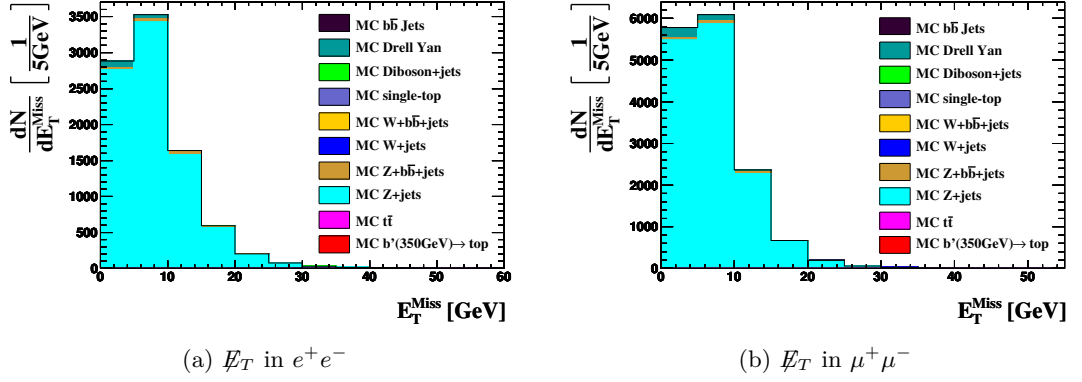 dN/dE_T^Miss [1/5GeV]
3500
3000
2500
2000
1500
1000
500
0
0 10 20 30 40 50 60
E_T^Miss [GeV]
MC bb̄ Jets
MC Drell Yan
MC Diboson+jets
MC single-top
MC W+bb̄+jets
MC W+jets
MC Z+bb̄+jets
MC Z+jets
MC tt̄
MC b'(350GeV)→ top
(a) E̸_T in e⁺e⁻
dN/dE_T^Miss [1/5GeV]
6000
5000
4000
3000
2000
1000
0
0 10 20 30 40 50
E_T^Miss [GeV]
MC bb̄ Jets
MC Drell Yan
MC Diboson+jets
MC single-top
MC W+bb̄+jets
MC W+jets
MC Z+bb̄+jets
MC Z+jets
MC tt̄
MC b'(350GeV)→ top
(b) E̸_T in μ⁺μ⁻